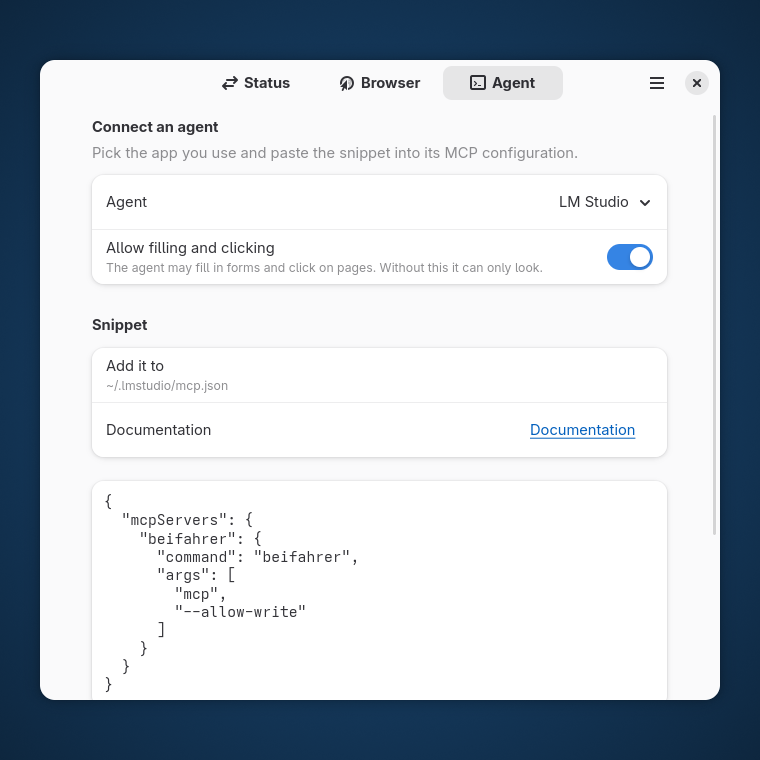 Status
Browser
Agent
Connect an agent
Pick the app you use and paste the snippet into its MCP configuration.
Agent
LM Studio
Allow filling and clicking
The agent may fill in forms and click on pages. Without this it can only look.
Snippet
Add it to
~/.lmstudio/mcp.json
Documentation
Documentation
{
  "mcpServers": {
    "beifahrer": {
      "command": "beifahrer",
      "args": [
        "mcp",
        "--allow-write"
      ]
    }
  }
}